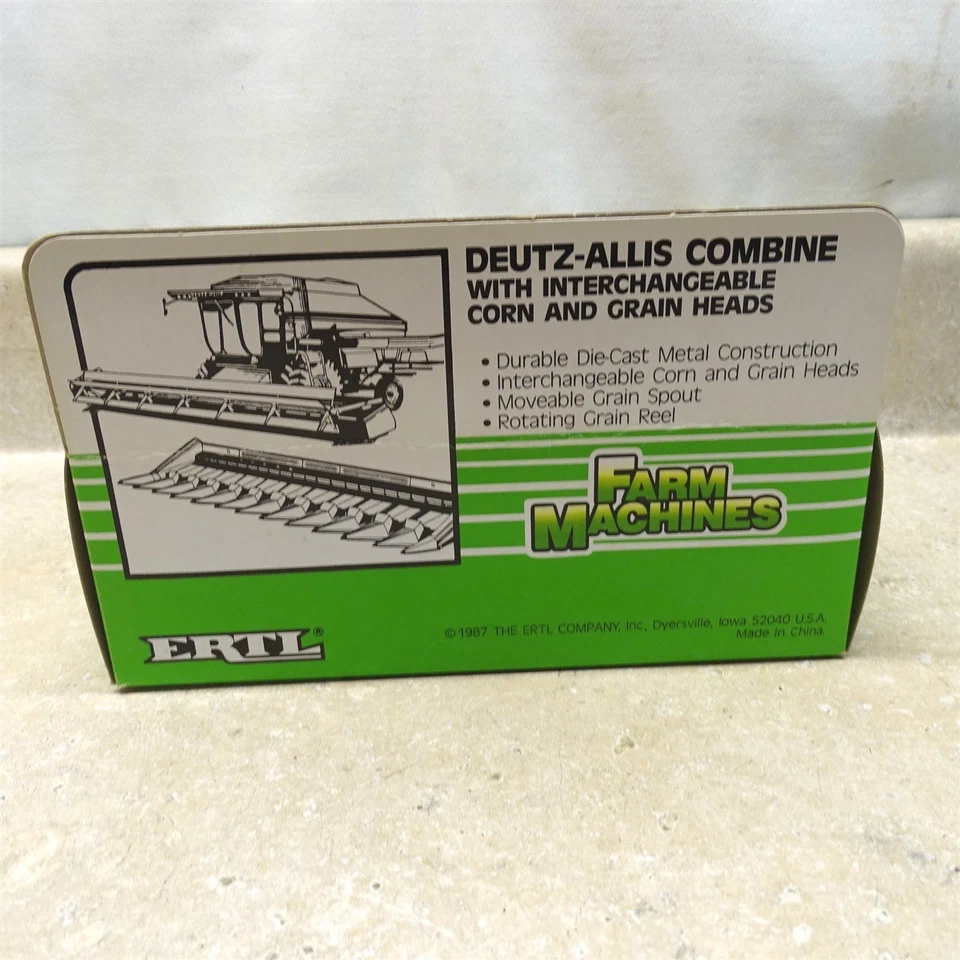 DEUTZ-ALLIS COMBINE
WITH INTERCHANGEABLE
CORN AND GRAIN HEADS
• Durable Die-Cast Metal Construction
• Interchangeable Corn and Grain Heads
• Moveable Grain Spout
• Rotating Grain Reel
FARM
MACHINES
ERTL®
©1987 THE ERTL COMPANY, Inc, Dyersville, Iowa 52040 U.S.A.
Made in China.